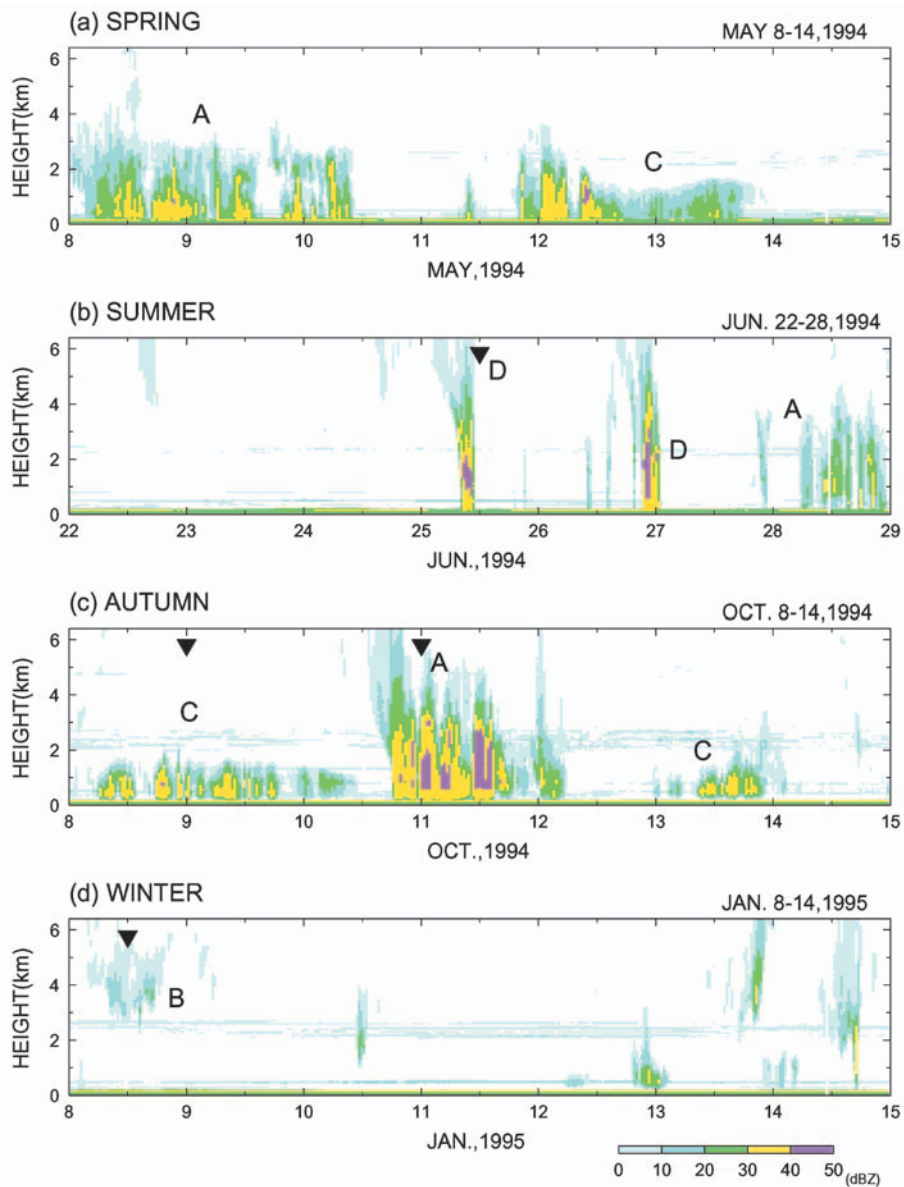 (a) SPRING
MAY 8-14,1994
HEIGHT(km)
6
4
2
0
A
C
8 9 10 11 12 13 14 15
MAY,1994
(b) SUMMER
JUN. 22-28,1994
HEIGHT(km)
6
4
2
0
D
D
A
22 23 24 25 26 27 28 29
JUN.,1994
(c) AUTUMN
OCT. 8-14,1994
HEIGHT(km)
6
4
2
0
C
A
C
8 9 10 11 12 13 14 15
OCT.,1994
(d) WINTER
JAN. 8-14,1995
HEIGHT(km)
6
4
2
0
B
8 9 10 11 12 13 14 15
JAN.,1995
0 10 20 30 40 50 (dBZ)